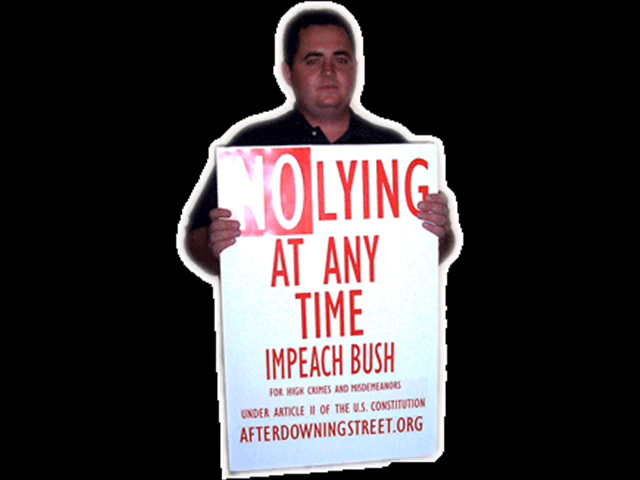 NO LYING
AT ANY
TIME
IMPEACH BUSH
FOR HIGH CRIMES AND MISDEMEANORS
UNDER ARTICLE II OF THE U.S. CONSTITUTION
AFTERDOWNINGSTREET.ORG